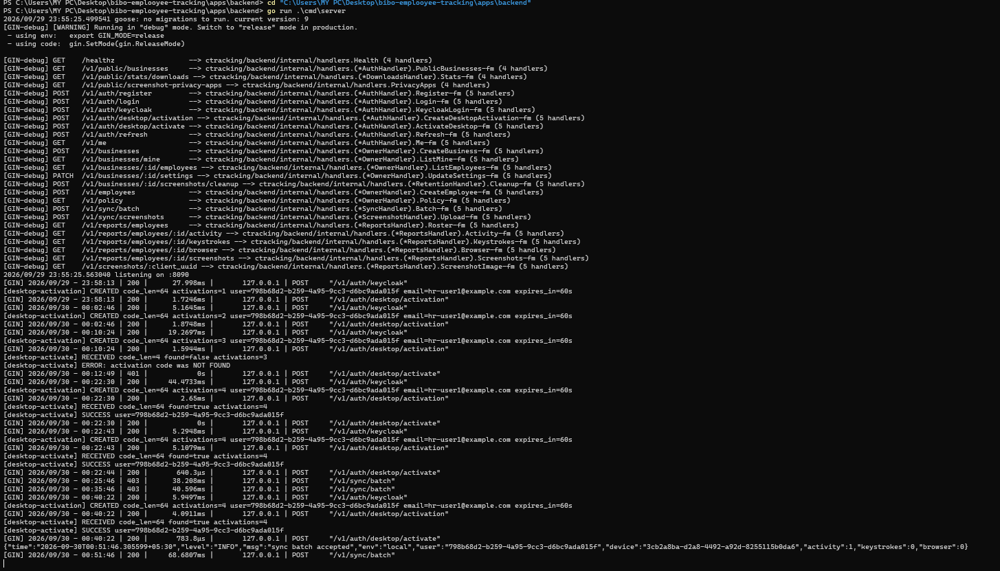 PS C:\Users\MY PC\Desktop\bibo-emplooyee-tracking\apps\backend> cd "C:\Users\MY PC\Desktop\bibo-emplooyee-tracking\apps\backend"
PS C:\Users\MY PC\Desktop\bibo-emplooyee-tracking\apps\backend> go run .\cmd\server
2026/09/29 23:55:25.499541 goose: no migrations to run. current version: 9
[GIN-debug] [WARNING] Running in "debug" mode. Switch to "release" mode in production.
 - using env:   export GIN_MODE=release
 - using code:  gin.SetMode(gin.ReleaseMode)

[GIN-debug] GET    /healthz                  --> ctracking/backend/internal/handlers.Health (4 handlers)
[GIN-debug] GET    /v1/public/businesses     --> ctracking/backend/internal/handlers.(*AuthHandler).PublicBusinesses-fm (4 handlers)
[GIN-debug] GET    /v1/public/stats/downloads --> ctracking/backend/internal/handlers.(*DownloadsHandler).Stats-fm (4 handlers)
[GIN-debug] GET    /v1/public/screenshot-privacy-apps --> ctracking/backend/internal/handlers.PrivacyApps (4 handlers)
[GIN-debug] POST   /v1/auth/register         --> ctracking/backend/internal/handlers.(*AuthHandler).Register-fm (5 handlers)
[GIN-debug] POST   /v1/auth/login            --> ctracking/backend/internal/handlers.(*AuthHandler).Login-fm (5 handlers)
[GIN-debug] POST   /v1/auth/keycloak         --> ctracking/backend/internal/handlers.(*AuthHandler).KeycloakLogin-fm (5 handlers)
[GIN-debug] POST   /v1/auth/desktop/activation --> ctracking/backend/internal/handlers.(*AuthHandler).CreateDesktopActivation-fm (5 handlers)
[GIN-debug] POST   /v1/auth/desktop/activate --> ctracking/backend/internal/handlers.(*AuthHandler).ActivateDesktop-fm (5 handlers)
[GIN-debug] POST   /v1/auth/refresh          --> ctracking/backend/internal/handlers.(*AuthHandler).Refresh-fm (5 handlers)
[GIN-debug] GET    /v1/me                    --> ctracking/backend/internal/handlers.(*AuthHandler).Me-fm (5 handlers)
[GIN-debug] POST   /v1/businesses            --> ctracking/backend/internal/handlers.(*OwnerHandler).CreateBusiness-fm (5 handlers)
[GIN-debug] GET    /v1/businesses/mine       --> ctracking/backend/internal/handlers.(*OwnerHandler).ListMine-fm (5 handlers)
[GIN-debug] GET    /v1/businesses/:id/employees --> ctracking/backend/internal/handlers.(*OwnerHandler).ListEmployees-fm (5 handlers)
[GIN-debug] PATCH  /v1/businesses/:id/settings --> ctracking/backend/internal/handlers.(*OwnerHandler).UpdateSettings-fm (5 handlers)
[GIN-debug] POST   /v1/businesses/:id/screenshots/cleanup --> ctracking/backend/internal/handlers.(*RetentionHandler).Cleanup-fm (5 handlers)
[GIN-debug] POST   /v1/employees             --> ctracking/backend/internal/handlers.(*OwnerHandler).CreateEmployee-fm (5 handlers)
[GIN-debug] GET    /v1/policy                --> ctracking/backend/internal/handlers.(*OwnerHandler).Policy-fm (5 handlers)
[GIN-debug] POST   /v1/sync/batch            --> ctracking/backend/internal/handlers.(*SyncHandler).Batch-fm (5 handlers)
[GIN-debug] POST   /v1/sync/screenshots      --> ctracking/backend/internal/handlers.(*ScreenshotHandler).Upload-fm (5 handlers)
[GIN-debug] GET    /v1/reports/employees     --> ctracking/backend/internal/handlers.(*ReportsHandler).Roster-fm (5 handlers)
[GIN-debug] GET    /v1/reports/employees/:id/activity --> ctracking/backend/internal/handlers.(*ReportsHandler).Activity-fm (5 handlers)
[GIN-debug] GET    /v1/reports/employees/:id/keystrokes --> ctracking/backend/internal/handlers.(*ReportsHandler).Keystrokes-fm (5 handlers)
[GIN-debug] GET    /v1/reports/employees/:id/browser --> ctracking/backend/internal/handlers.(*ReportsHandler).Browser-fm (5 handlers)
[GIN-debug] GET    /v1/reports/employees/:id/screenshots --> ctracking/backend/internal/handlers.(*ReportsHandler).Screenshots-fm (5 handlers)
[GIN-debug] GET    /v1/screenshots/:client_uuid --> ctracking/backend/internal/handlers.(*ReportsHandler).ScreenshotImage-fm (5 handlers)
2026/09/29 23:55:25.563040 listening on :8090
[GIN] 2026/09/29 - 23:58:13 | 200 |      27.998ms |       127.0.0.1 | POST     "/v1/auth/keycloak"
[desktop-activation] CREATED code_len=64 activations=1 user=798b68d2-b259-4a95-9cc3-d6bc9ada015f email=hr-user1@example.com expires_in=60s
[GIN] 2026/09/29 - 23:58:13 | 200 |      1.7246ms |       127.0.0.1 | POST     "/v1/auth/desktop/activation"
[GIN] 2026/09/30 - 00:02:46 | 200 |      5.1645ms |       127.0.0.1 | POST     "/v1/auth/keycloak"
[desktop-activation] CREATED code_len=64 activations=2 user=798b68d2-b259-4a95-9cc3-d6bc9ada015f email=hr-user1@example.com expires_in=60s
[GIN] 2026/09/30 - 00:02:46 | 200 |      1.8748ms |       127.0.0.1 | POST     "/v1/auth/desktop/activation"
[GIN] 2026/09/30 - 00:10:24 | 200 |     19.2697ms |       127.0.0.1 | POST     "/v1/auth/keycloak"
[desktop-activation] CREATED code_len=64 activations=3 user=798b68d2-b259-4a95-9cc3-d6bc9ada015f email=hr-user1@example.com expires_in=60s
[GIN] 2026/09/30 - 00:10:24 | 200 |      1.5944ms |       127.0.0.1 | POST     "/v1/auth/desktop/activation"
[desktop-activate] RECEIVED code_len=4 found=false activations=3
[desktop-activate] ERROR: activation code was NOT FOUND
[GIN] 2026/09/30 - 00:12:49 | 401 |            0s |       127.0.0.1 | POST     "/v1/auth/desktop/activate"
[GIN] 2026/09/30 - 00:22:30 | 200 |     44.4733ms |       127.0.0.1 | POST     "/v1/auth/keycloak"
[desktop-activation] CREATED code_len=64 activations=4 user=798b68d2-b259-4a95-9cc3-d6bc9ada015f email=hr-user1@example.com expires_in=60s
[GIN] 2026/09/30 - 00:22:30 | 200 |        2.65ms |       127.0.0.1 | POST     "/v1/auth/desktop/activation"
[desktop-activate] RECEIVED code_len=64 found=true activations=4
[desktop-activate] SUCCESS user=798b68d2-b259-4a95-9cc3-d6bc9ada015f
[GIN] 2026/09/30 - 00:22:30 | 200 |            0s |       127.0.0.1 | POST     "/v1/auth/desktop/activate"
[GIN] 2026/09/30 - 00:22:43 | 200 |      5.2948ms |       127.0.0.1 | POST     "/v1/auth/keycloak"
[desktop-activation] CREATED code_len=64 activations=4 user=798b68d2-b259-4a95-9cc3-d6bc9ada015f email=hr-user1@example.com expires_in=60s
[GIN] 2026/09/30 - 00:22:43 | 200 |      5.1079ms |       127.0.0.1 | POST     "/v1/auth/desktop/activation"
[desktop-activate] RECEIVED code_len=64 found=true activations=4
[desktop-activate] SUCCESS user=798b68d2-b259-4a95-9cc3-d6bc9ada015f
[GIN] 2026/09/30 - 00:22:44 | 200 |       640.3µs |       127.0.0.1 | POST     "/v1/auth/desktop/activate"
[GIN] 2026/09/30 - 00:25:46 | 403 |      38.208ms |       127.0.0.1 | POST     "/v1/sync/batch"
[GIN] 2026/09/30 - 00:35:46 | 403 |      40.596ms |       127.0.0.1 | POST     "/v1/sync/batch"
[GIN] 2026/09/30 - 00:40:22 | 200 |      5.9497ms |       127.0.0.1 | POST     "/v1/auth/keycloak"
[desktop-activation] CREATED code_len=64 activations=4 user=798b68d2-b259-4a95-9cc3-d6bc9ada015f email=hr-user1@example.com expires_in=60s
[GIN] 2026/09/30 - 00:40:22 | 200 |      4.0911ms |       127.0.0.1 | POST     "/v1/auth/desktop/activation"
[desktop-activate] RECEIVED code_len=64 found=true activations=4
[desktop-activate] SUCCESS user=798b68d2-b259-4a95-9cc3-d6bc9ada015f
[GIN] 2026/09/30 - 00:40:22 | 200 |       783.8µs |       127.0.0.1 | POST     "/v1/auth/desktop/activate"
{"time":"2026-09-30T00:51:46.305599+05:30","level":"INFO","msg":"sync batch accepted","env":"local","user":"798b68d2-b259-4a95-9cc3-d6bc9ada015f","device":"3cb2a8ba-d2a8-4492-a92d-8255115b0da6","activity":1,"keystrokes":0,"browser":0}
[GIN] 2026/09/30 - 00:51:46 | 200 |     68.6807ms |       127.0.0.1 | POST     "/v1/sync/batch"